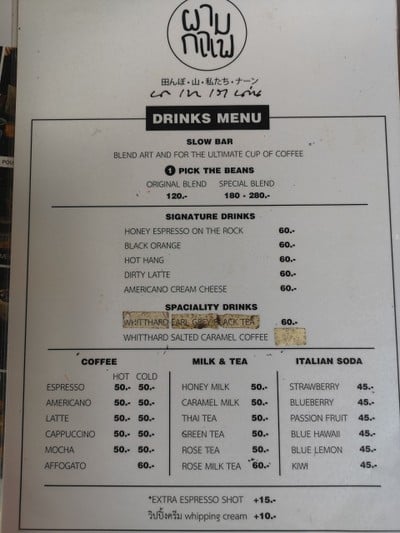 ผามกาแฟ
田んぼ・山・私たち・ナーン
DRINKS MENU
SLOW BAR
BLEND ART AND FOR THE ULTIMATE CUP OF COFFEE
1 PICK THE BEANS
ORIGINAL BLEND SPECIAL BLEND
120.- 180 - 280.-
SIGNATURE DRINKS
HONEY ESPRESSO ON THE ROCK 60.-
BLACK ORANGE 60.-
HOT HANG 60.-
DIRTY LATTE 60.-
AMERICANO CREAM CHEESE 60.-
SPACIALITY DRINKS
WHITTHARD EARL GREY BLACK TEA 60.-
WHITTHARD SALTED CARAMEL COFFEE
COFFEE
HOT COLD
ESPRESSO 50.- 50.-
AMERICANO 50.- 50.-
LATTE 50.- 50.-
CAPPUCCINO 50.- 50.-
MOCHA 50.- 50.-
AFFOGATO 60.-
MILK & TEA
HONEY MILK 50.-
CARAMEL MILK 50.-
THAI TEA 50.-
GREEN TEA 50.-
ROSE TEA 50.-
ROSE MILK TEA 60.-
ITALIAN SODA
STRAWBERRY 45.-
BLUEBERRY 45.-
PASSION FRUIT 45.-
BLUE HAWAII 45.-
BLUE LEMON 45.-
KIWI 45.-
*EXTRA ESPRESSO SHOT +15.-
วิปปิ้งครีม whipping cream +10.-